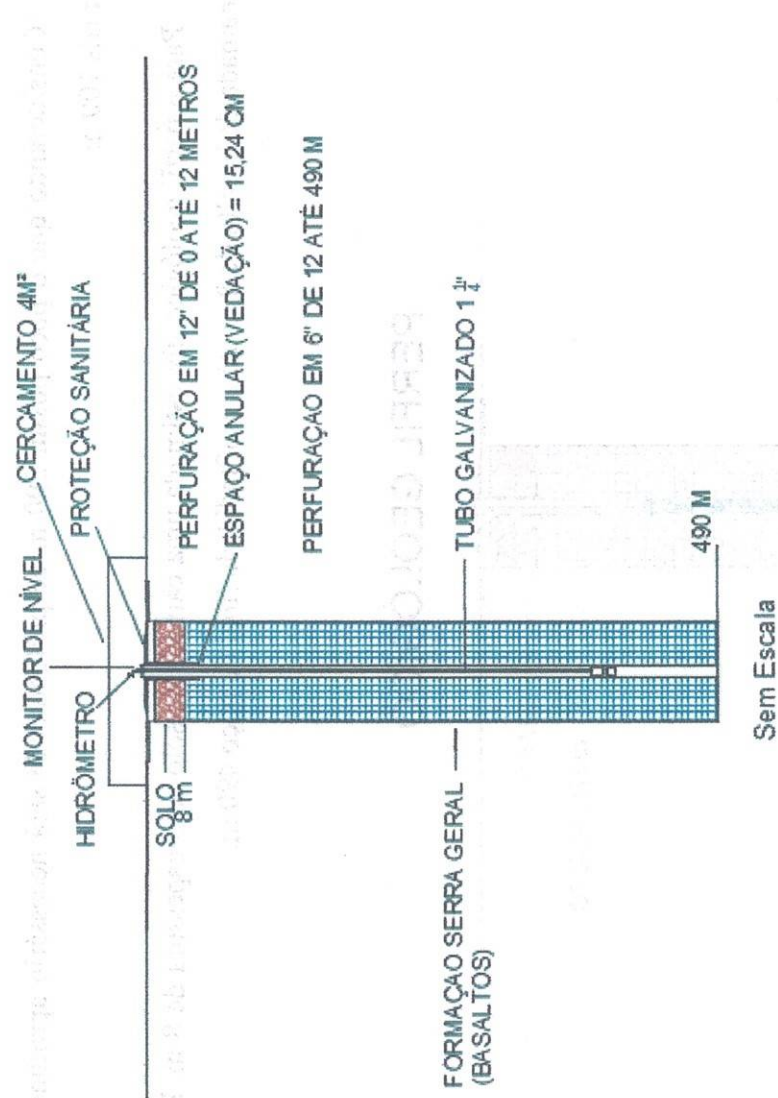 MONITOR DE NÍVEL
CERCAMENTO 4M²
HIDRÔMETRO
PROTEÇÃO SANITÁRIA
SOLO
8 m
PERFURAÇÃO EM 12" DE 0 ATÉ 12 METROS
ESPAÇO ANULAR (VEDAÇÃO) = 15,24 CM
PERFURAÇAO EM 6" DE 12 ATÉ 490 M
FORMAÇAO SERRA GERAL
(BASALTOS)
TUBO GALVANIZADO 1 1/4"
490 M
Sem Escala